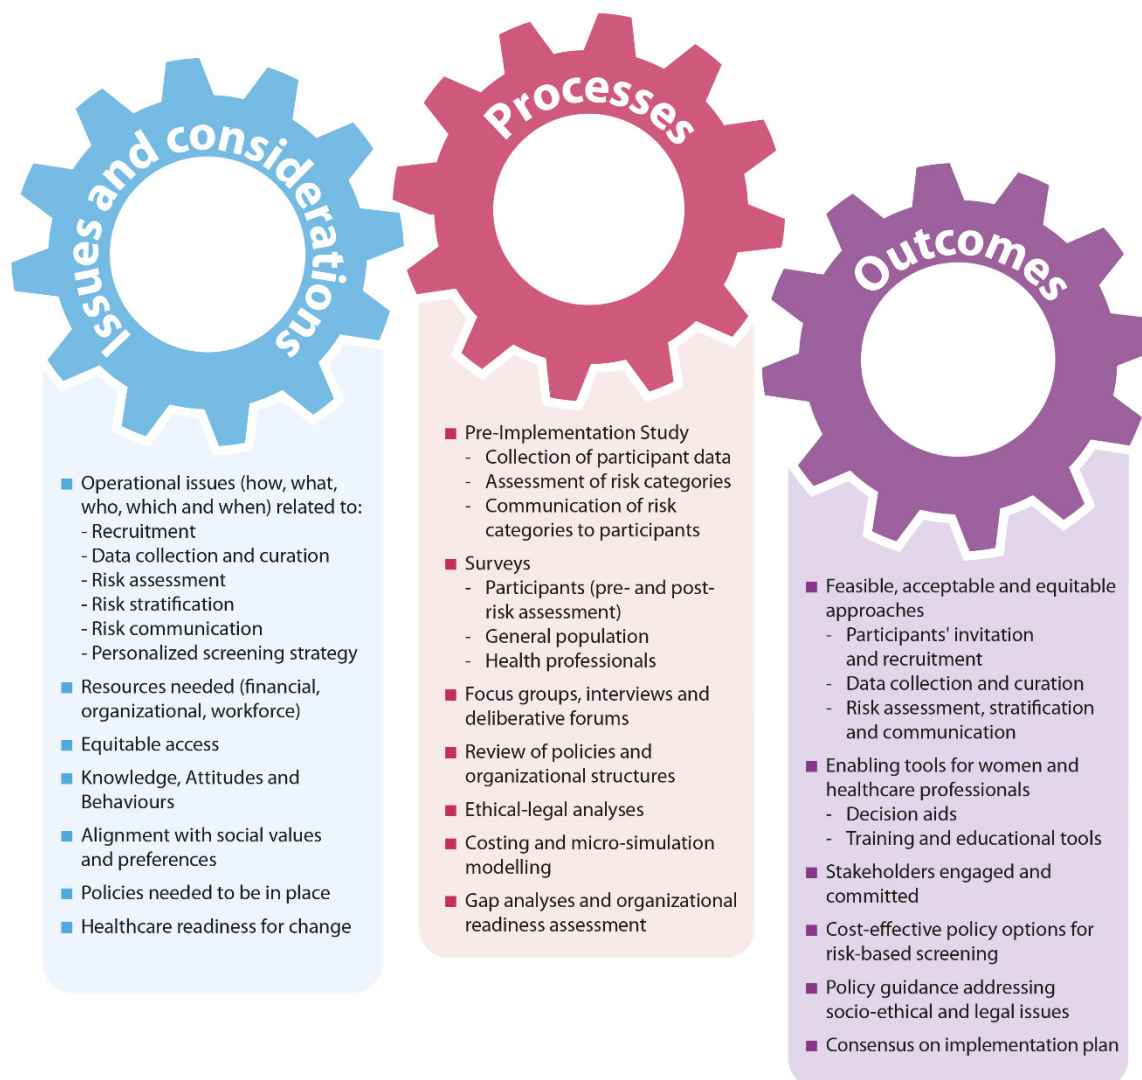 Issues and considerations
■ Operational issues (how, what,
who, which and when) related to:
- Recruitment
- Data collection and curation
- Risk assessment
- Risk stratification
- Risk communication
- Personalized screening strategy
■ Resources needed (financial,
organizational, workforce)
■ Equitable access
■ Knowledge, Attitudes and
Behaviours
■ Alignment with social values
and preferences
■ Policies needed to be in place
■ Healthcare readiness for change
Processes
■ Pre-Implementation Study
- Collection of participant data
- Assessment of risk categories
- Communication of risk
categories to participants
■ Surveys
- Participants (pre- and post-
risk assessment)
- General population
- Health professionals
■ Focus groups, interviews and
deliberative forums
■ Review of policies and
organizational structures
■ Ethical-legal analyses
■ Costing and micro-simulation
modelling
■ Gap analyses and organizational
readiness assessment
Outcomes
■ Feasible, acceptable and equitable
approaches
- Participants' invitation
and recruitment
- Data collection and curation
- Risk assessment, stratification
and communication
■ Enabling tools for women and
healthcare professionals
- Decision aids
- Training and educational tools
■ Stakeholders engaged and
committed
■ Cost-effective policy options for
risk-based screening
■ Policy guidance addressing
socio-ethical and legal issues
■ Consensus on implementation plan